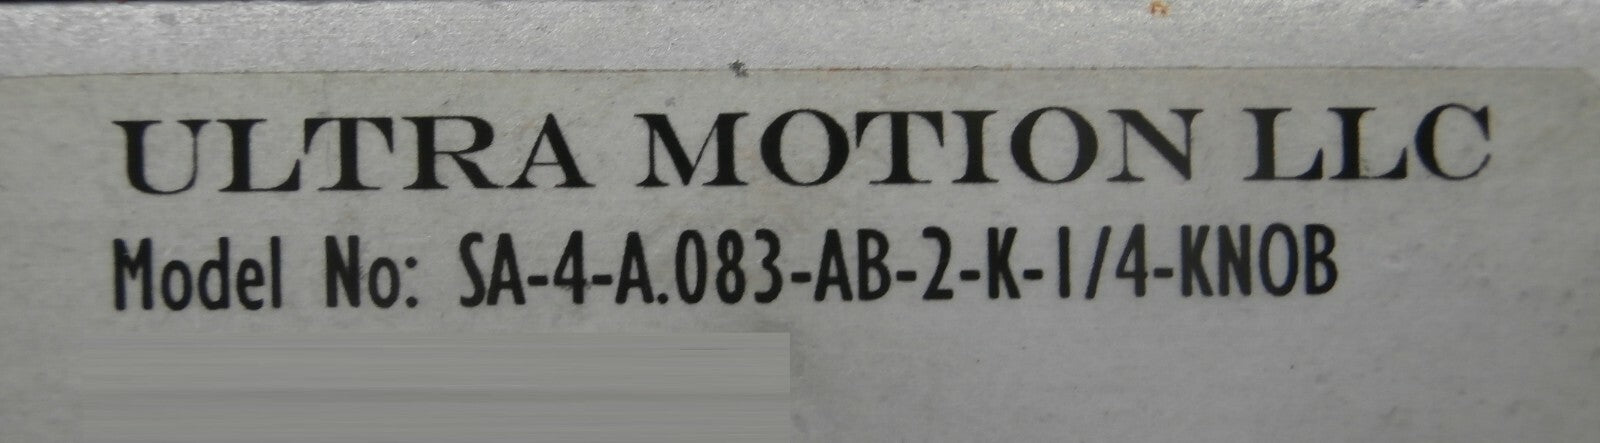 ULTRA MOTION LLC
Model No: SA-4-A.083-AB-2-K-1/4-KNOB